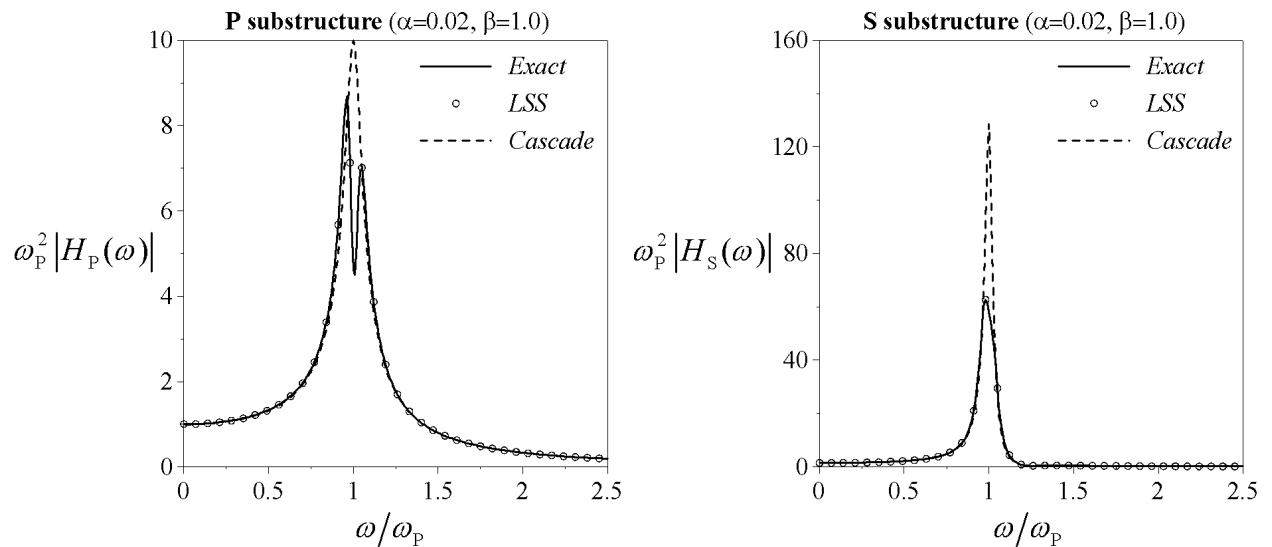 P substructure (α=0.02, β=1.0)
10
8
6
4
2
0
ω_P^2|H_P(ω)|
Exact
LSS
Cascade
0
0.5
1
1.5
2
2.5
ω/ω_P
S substructure (α=0.02, β=1.0)
160
120
80
40
0
ω_P^2|H_S(ω)|
Exact
LSS
Cascade
0
0.5
1
1.5
2
2.5
ω/ω_P